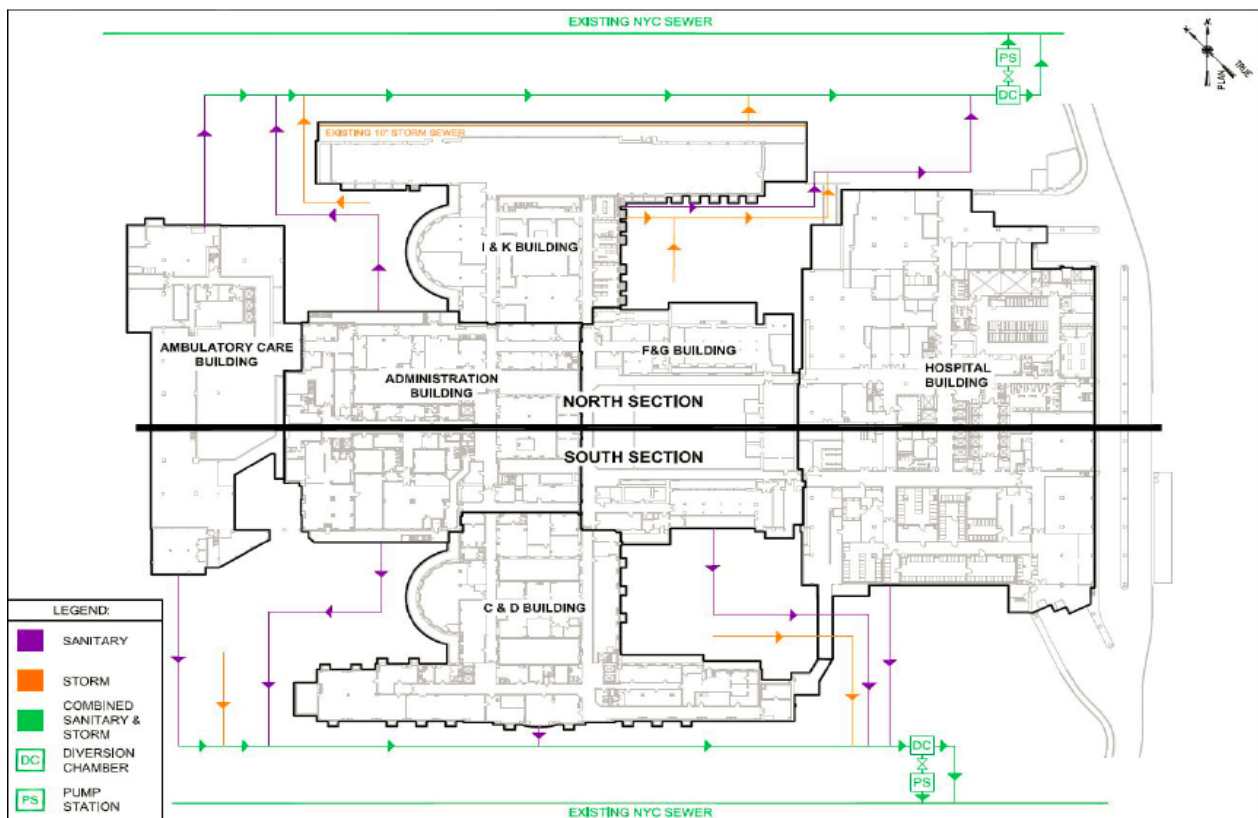 EXISTING NYC SEWER
PS
DC
PLAN
TRUE
EXISTING 10" STORM SEWER
I & K BUILDING
AMBULATORY CARE
BUILDING
ADMINISTRATION
BUILDING
F&G BUILDING
HOSPITAL
BUILDING
NORTH SECTION
SOUTH SECTION
C & D BUILDING
LEGEND:
SANITARY
STORM
COMBINED
SANITARY &
STORM
DC
DIVERSION
CHAMBER
PS
PUMP
STATION
DC
PS
EXISTING NYC SEWER